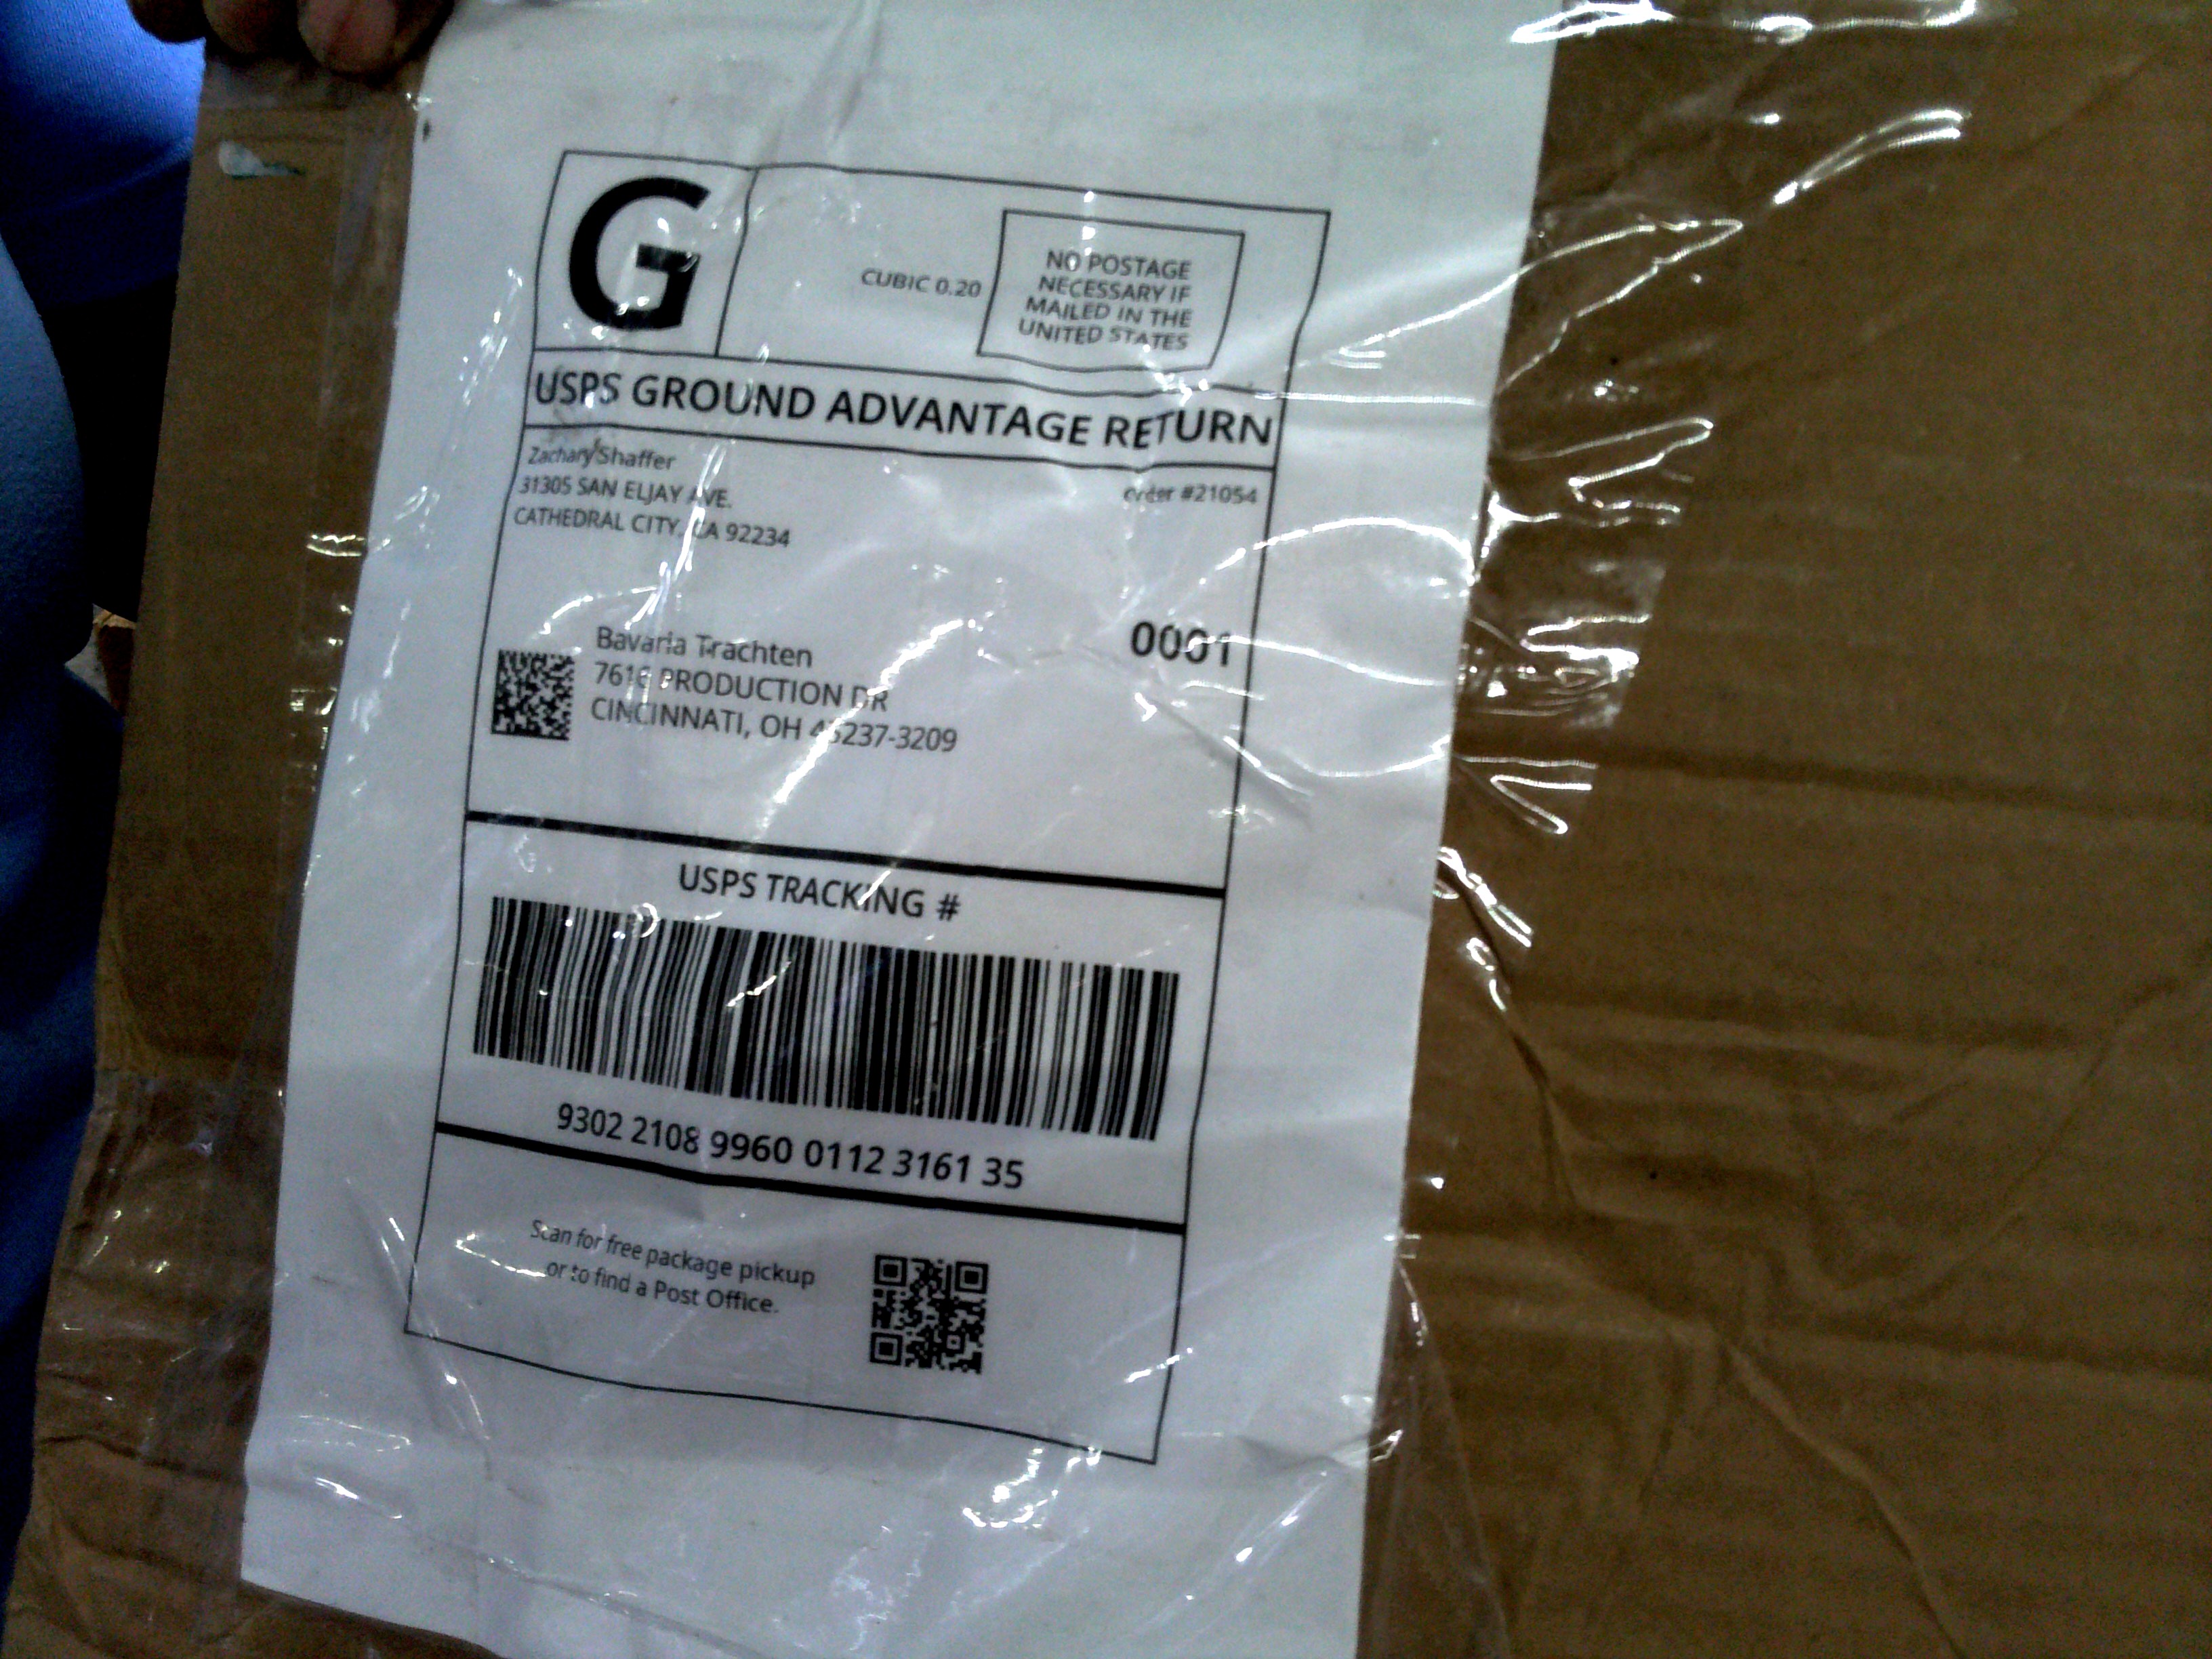 G
CUBIC 0.20
NO POSTAGE
NECESSARY IF
MAILED IN THE
UNITED STATES
USPS GROUND ADVANTAGE RETURN
Zachary Shaffer
31305 SAN ELJAY AVE.
CATHEDRAL CITY, CA 92234
order #21054
0001
Bavaria Trachten
7616 PRODUCTION DR
CINCINNATI, OH 45237-3209
USPS TRACKING #
9302 2108 9960 0112 3161 35
Scan for free package pickup
or to find a Post Office.